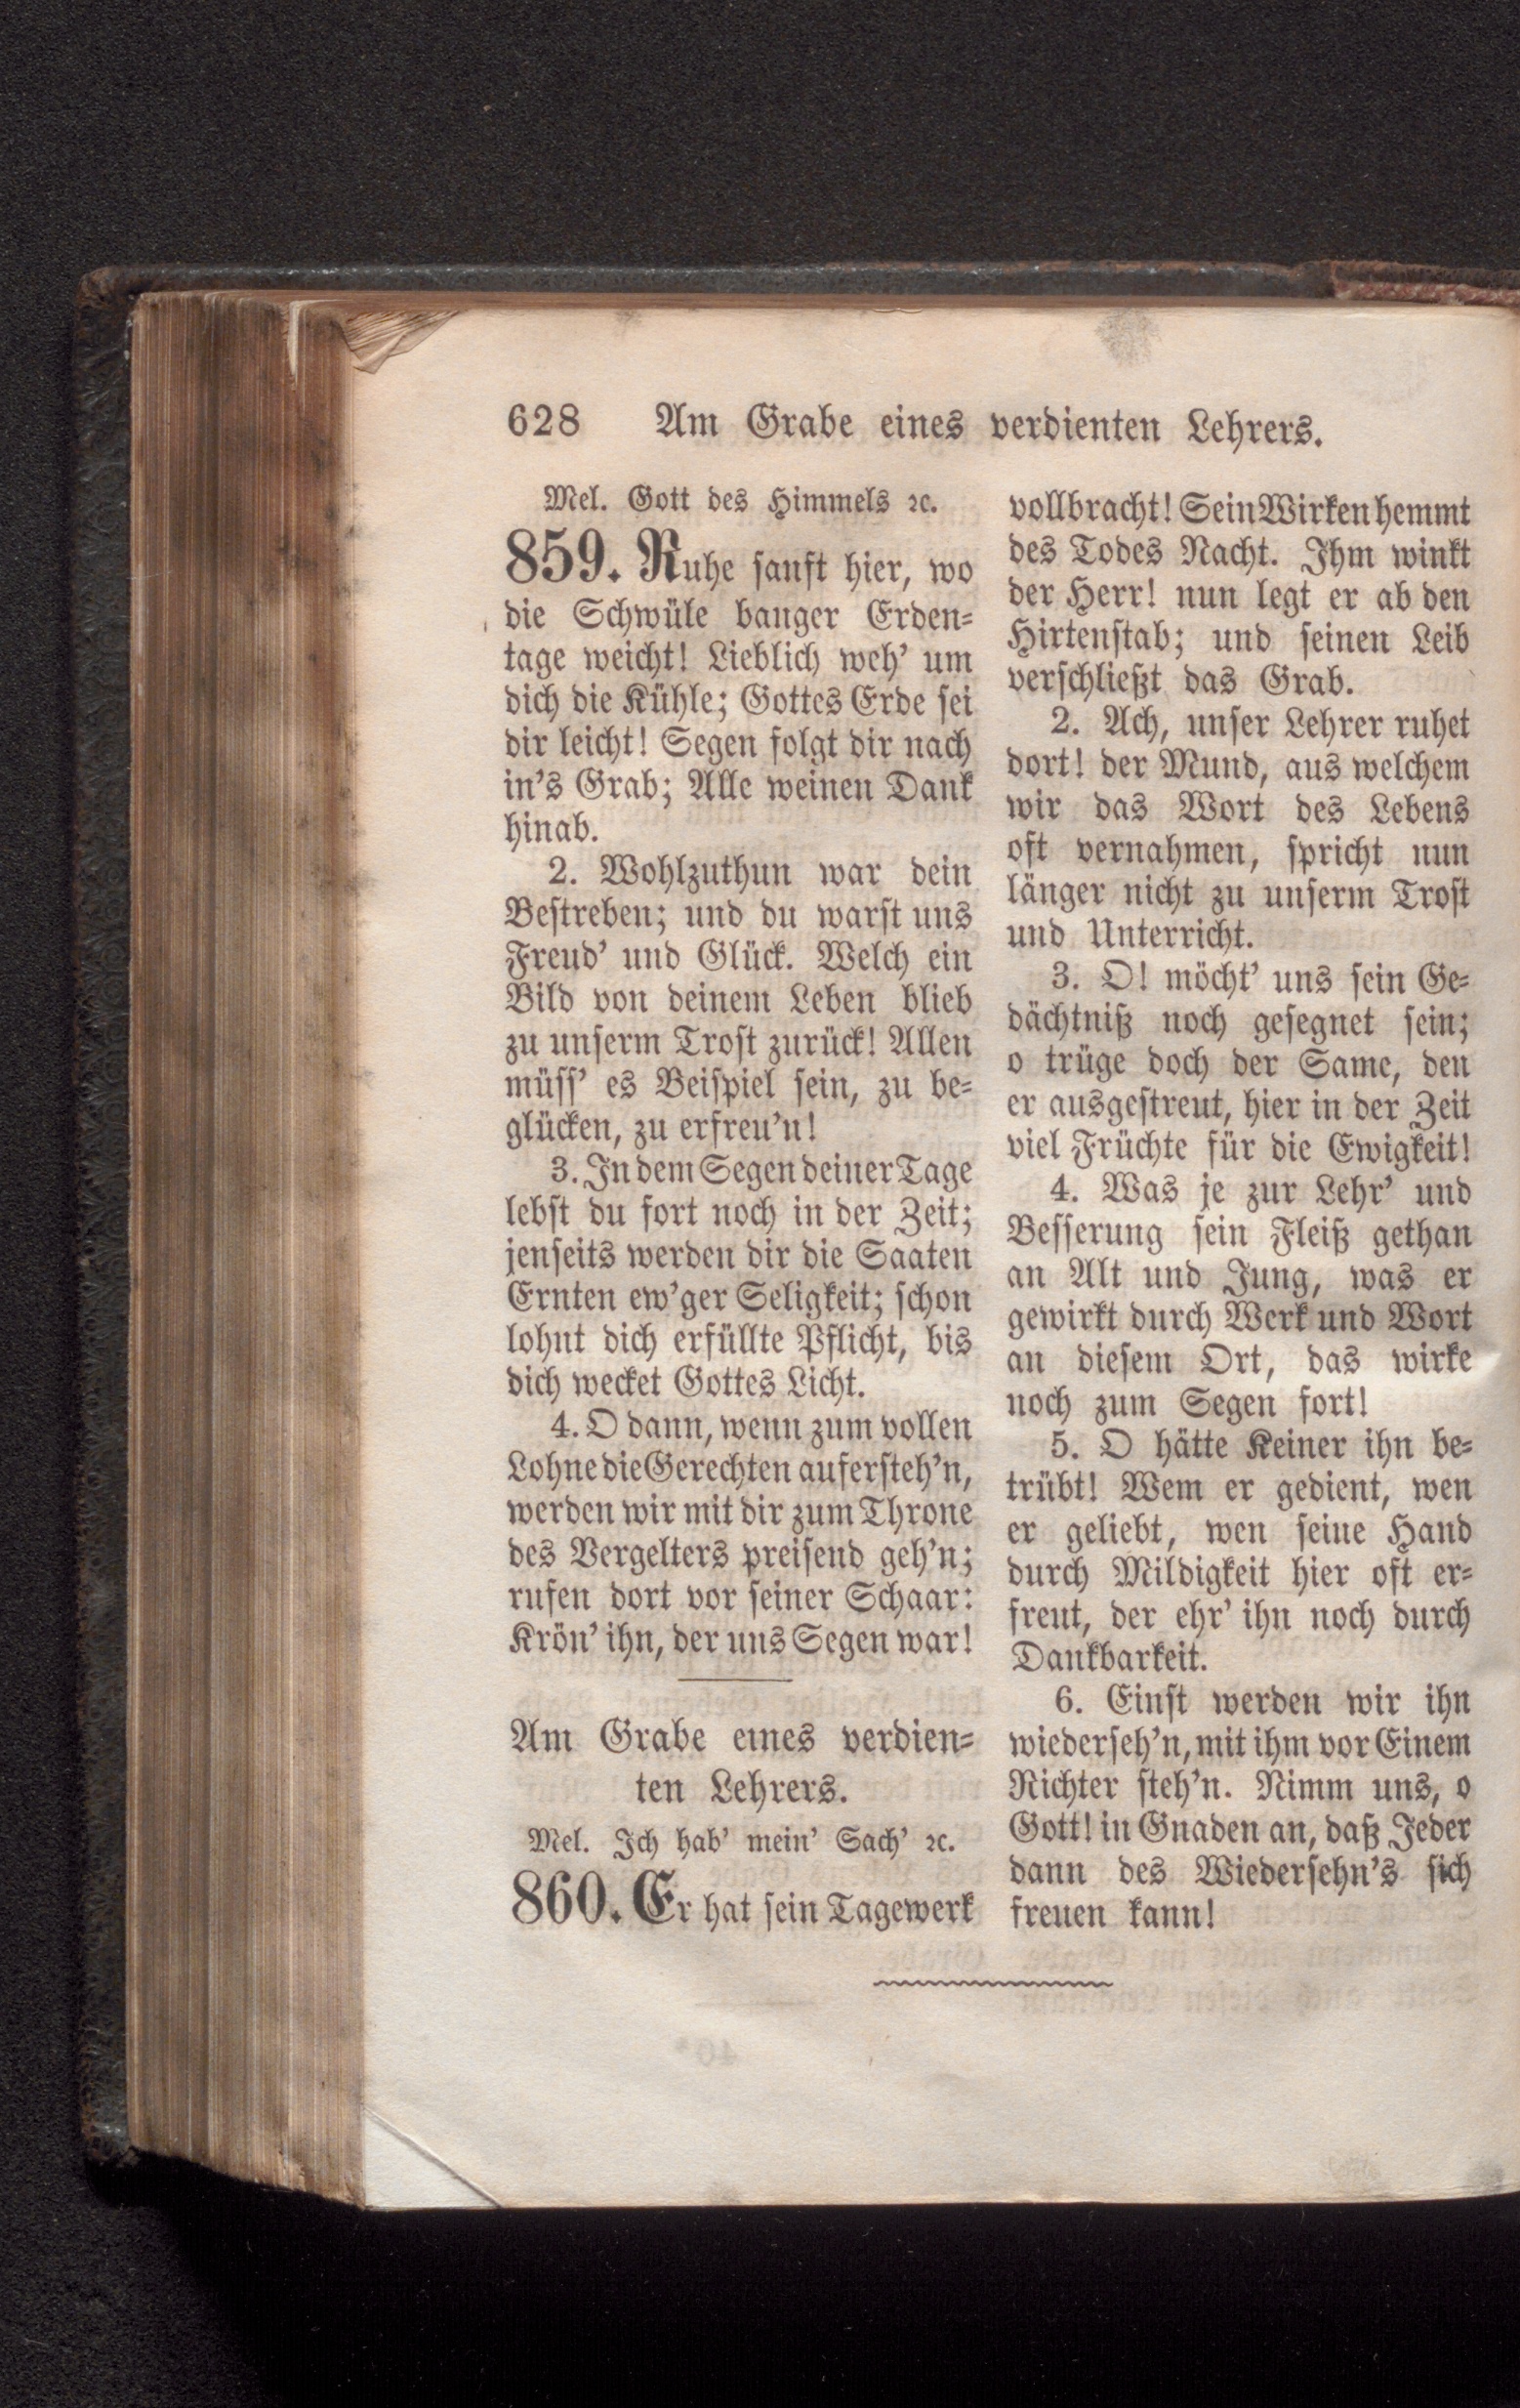 628 Am Grabe eines verdienten Lehrers.
Mel. Gott des Himmels ꝛc.
859. Ruhe sanft hier, wo
die Schwüle banger Erden-
tage weicht! Lieblich weh' um
dich die Kühle; Gottes Erde sei
dir leicht! Segen folgt dir nach
in's Grab; Alle weinen Dank
hinab.
2. Wohlzuthun war dein
Bestreben; und du warst uns
Freud' und Glück. Welch ein
Bild von deinem Leben blieb
zu unserm Trost zurück! Allen
müss' es Beispiel sein, zu be-
glücken, zu erfreu'n!
3. In dem Segen deiner Tage
lebst du fort noch in der Zeit;
jenseits werden dir die Saaten
Ernten ew'ger Seligkeit; schon
lohnt dich erfüllte Pflicht, bis
dich wecket Gottes Licht.
4. O dann, wenn zum vollen
Lohne die Gerechten aufersteh'n,
werden wir mit dir zum Throne
des Vergelters preisend geh'n;
rufen dort vor seiner Schaar:
Krön' ihn, der uns Segen war!
Am Grabe eines verdien-
ten Lehrers.
Mel. Ich hab' mein' Sach' ꝛc.
860. Er hat sein Tagewerk
vollbracht! Sein Wirken hemmt
des Todes Nacht. Ihm winkt
der Herr! nun legt er ab den
Hirtenstab; und seinen Leib
verschließt das Grab.
2. Ach, unser Lehrer ruhet
dort! der Mund, aus welchem
wir das Wort des Lebens
oft vernahmen, spricht nun
länger nicht zu unserm Trost
und Unterricht.
3. O! möcht' uns sein Ge-
dächtniß noch gesegnet sein;
o trüge doch der Same, den
er ausgestreut, hier in der Zeit
viel Früchte für die Ewigkeit!
4. Was je zur Lehr' und
Besserung sein Fleiß gethan
an Alt und Jung, was er
gewirkt durch Werk und Wort
an diesem Ort, das wirke
noch zum Segen fort!
5. O hätte Keiner ihn be-
trübt! Wem er gedient, wen
er geliebt, wen seine Hand
durch Mildigkeit hier oft er-
freut, der ehr' ihn noch durch
Dankbarkeit.
6. Einst werden wir ihn
wiederseh'n, mit ihm vor Einem
Richter steh'n. Nimm uns, o
Gott! in Gnaden an, daß Jeder
dann des Wiedersehn's sich
freuen kann!